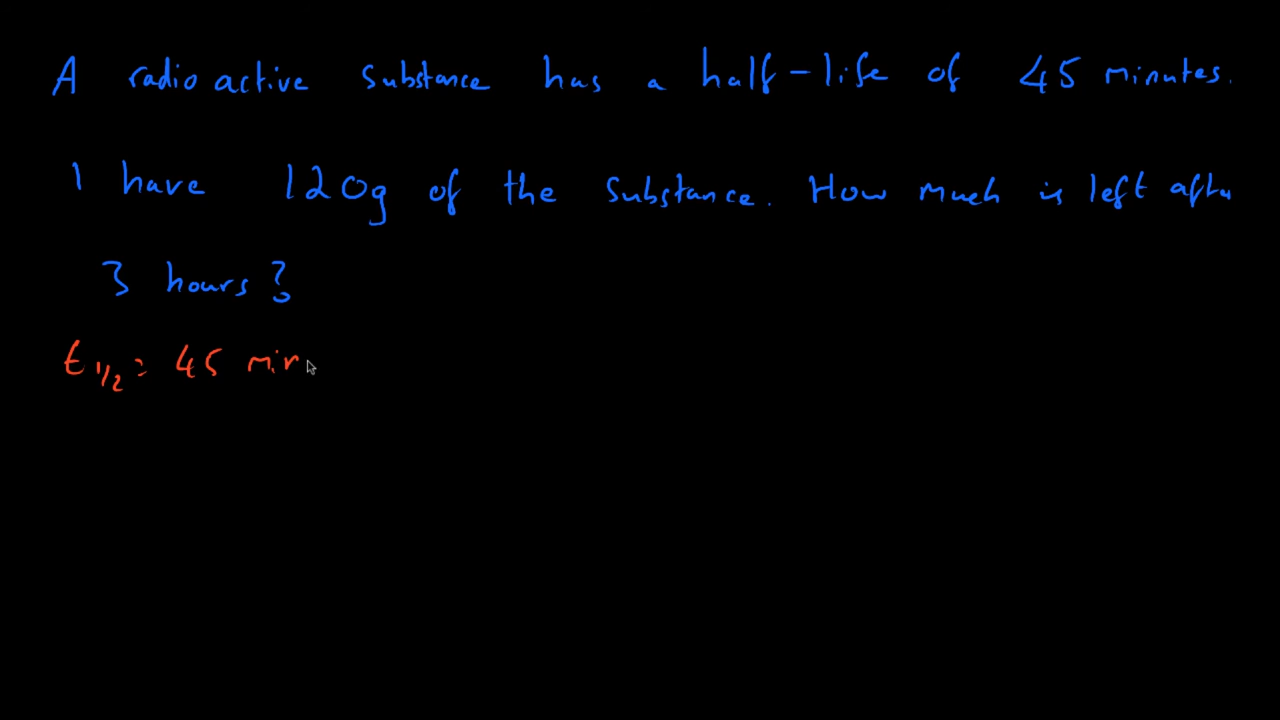 A radioactive substance has a half-life of 45 minutes.
I have 120g of the substance. How much is left after
3 hours?
t 1/2 = 45 min